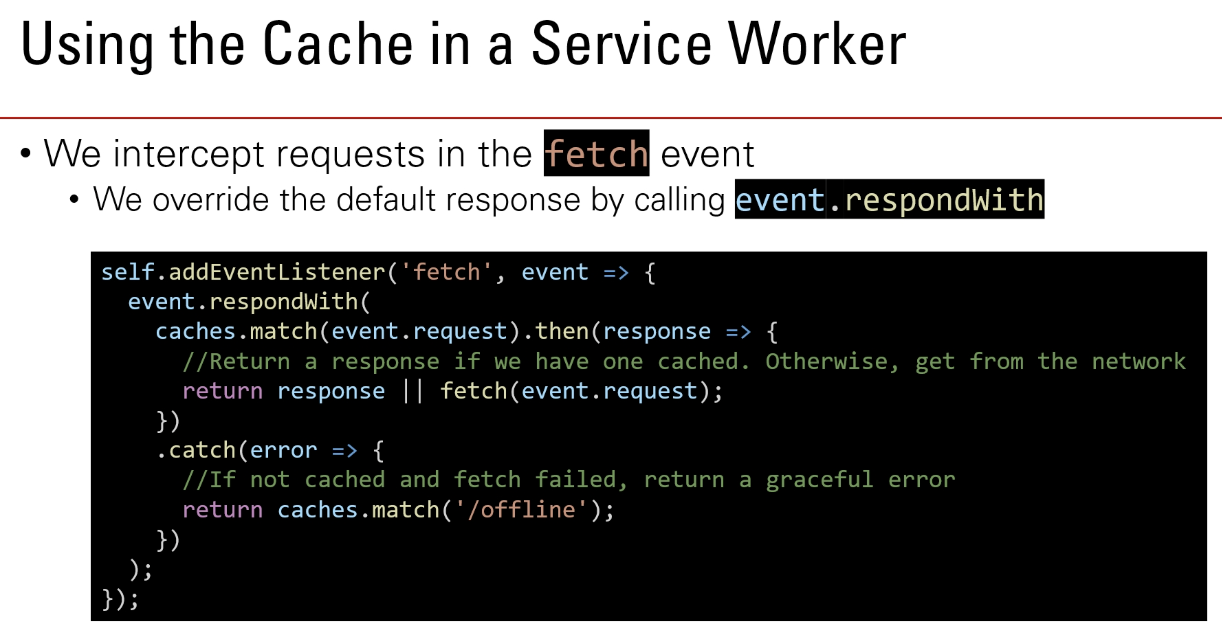 Using the Cache in a Service Worker
• We intercept requests in the fetch event
• We override the default response by calling event.respondWith
self.addEventListener('fetch', event => {
  event.respondWith(
    caches.match(event.request).then(response => {
      //Return a response if we have one cached. Otherwise, get from the network
      return response || fetch(event.request);
    })
    .catch(error => {
      //If not cached and fetch failed, return a graceful error
      return caches.match('/offline');
    })
  );
});